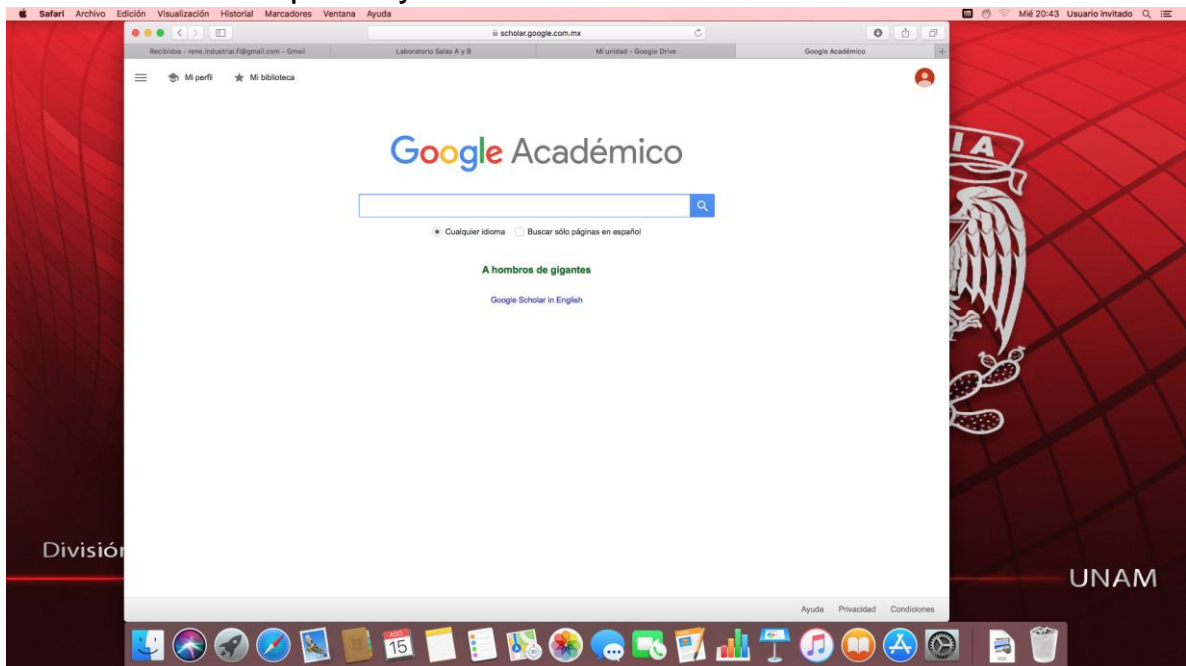 Safari Archivo Edición Visualización Historial Marcadores Ventana Ayuda Mié 20:43 Usuario invitado
scholar.google.com.mx
Recibidos - rene.industrial.fi@gmail.com - Gmail Laboratorio Salas A y B Mi unidad - Google Drive Google Académico
Mi perfil Mi biblioteca
IA
Google Académico
Cualquier idioma Buscar sólo páginas en español
A hombros de gigantes
Google Scholar in English
División
UNAM
Ayuda Privacidad Condiciones
AGO
15